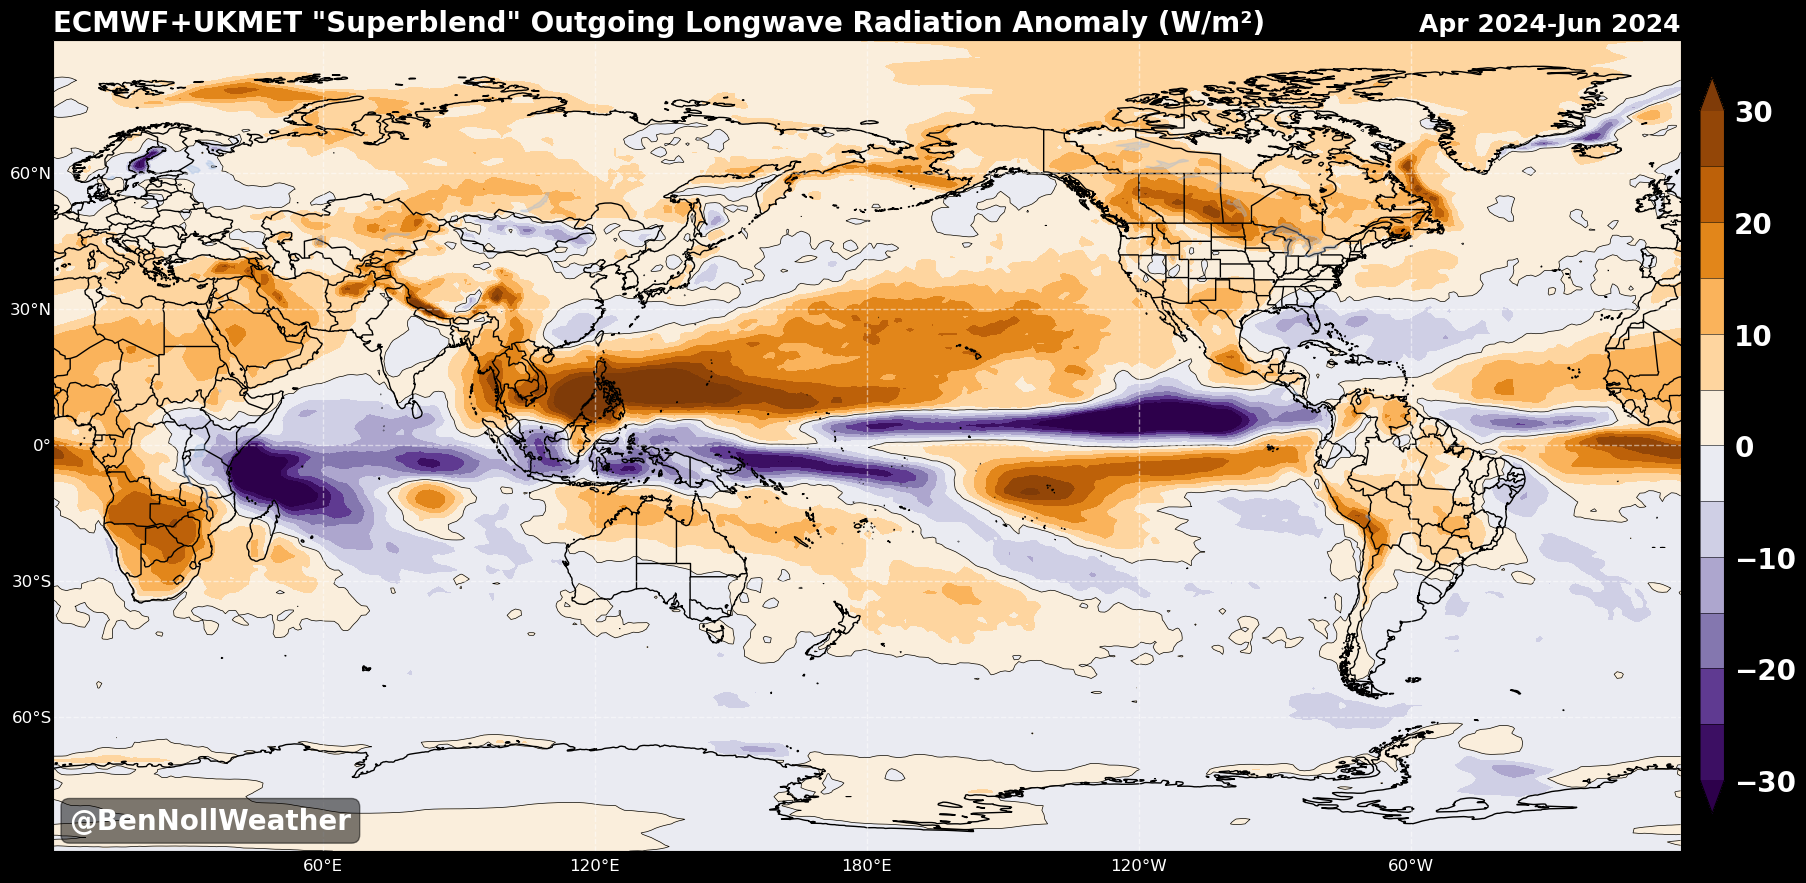 ECMWF+UKMET "Superblend" Outgoing Longwave Radiation Anomaly (W/m²)
Apr 2024-Jun 2024
60°N
30°N
0°
30°S
60°S
60°E
120°E
180°E
120°W
60°W
30
20
10
0
−10
−20
−30
@BenNollWeather